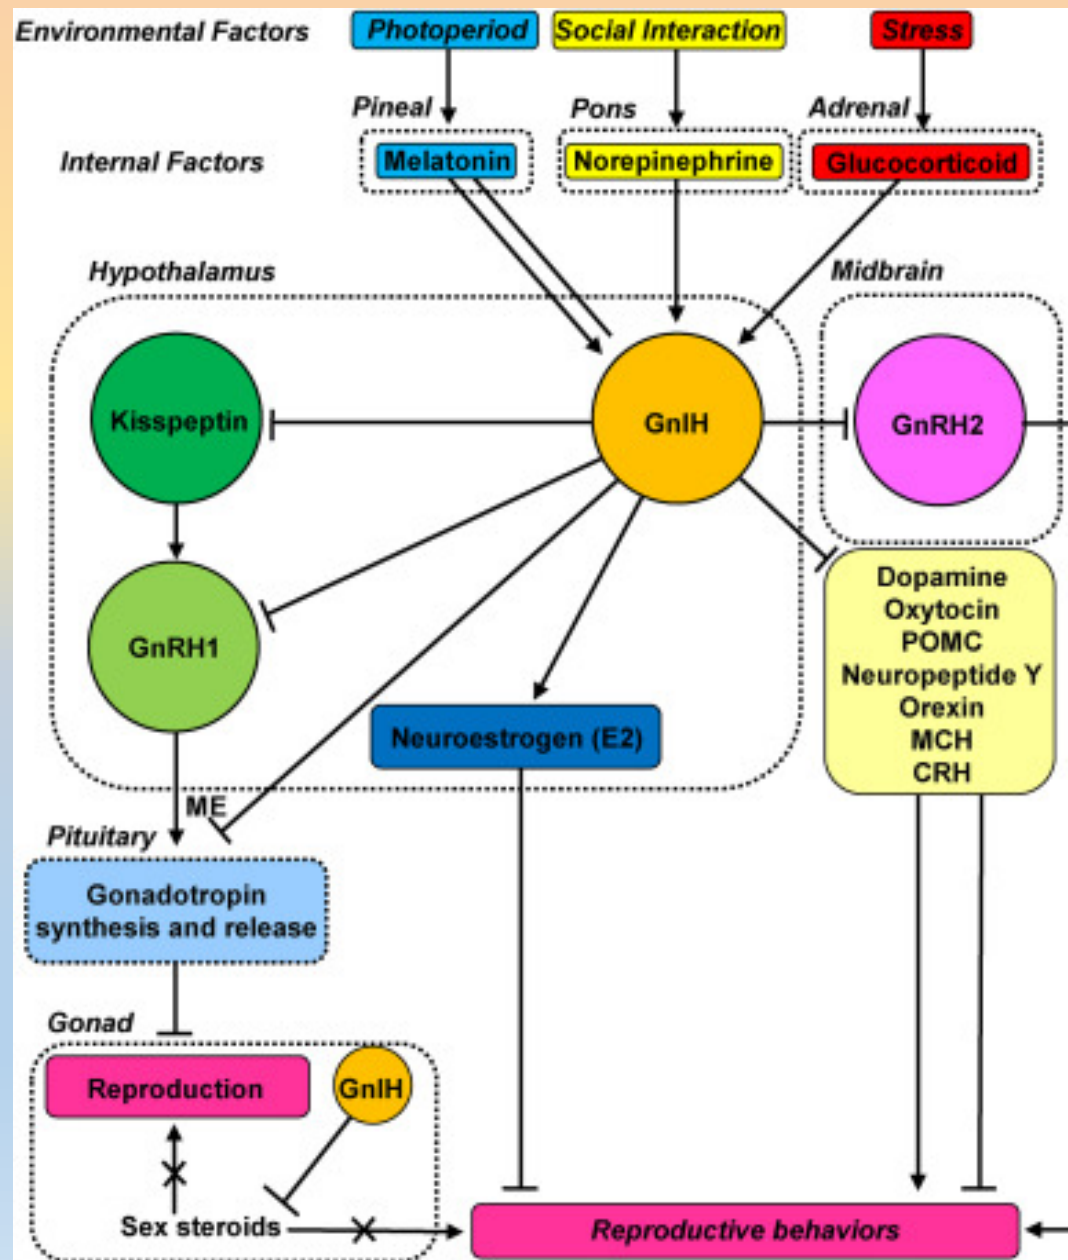 Environmental Factors
Photoperiod
Social Interaction
Stress
Pineal
Pons
Adrenal
Internal Factors
Melatonin
Norepinephrine
Glucocorticoid
Hypothalamus
Midbrain
Kisspeptin
GnIH
GnRH2
GnRH1
Dopamine
Oxytocin
POMC
Neuropeptide Y
Orexin
MCH
CRH
Neuroestrogen (E2)
ME
Pituitary
Gonadotropin
synthesis and release
Gonad
Reproduction
GnIH
Sex steroids
Reproductive behaviors